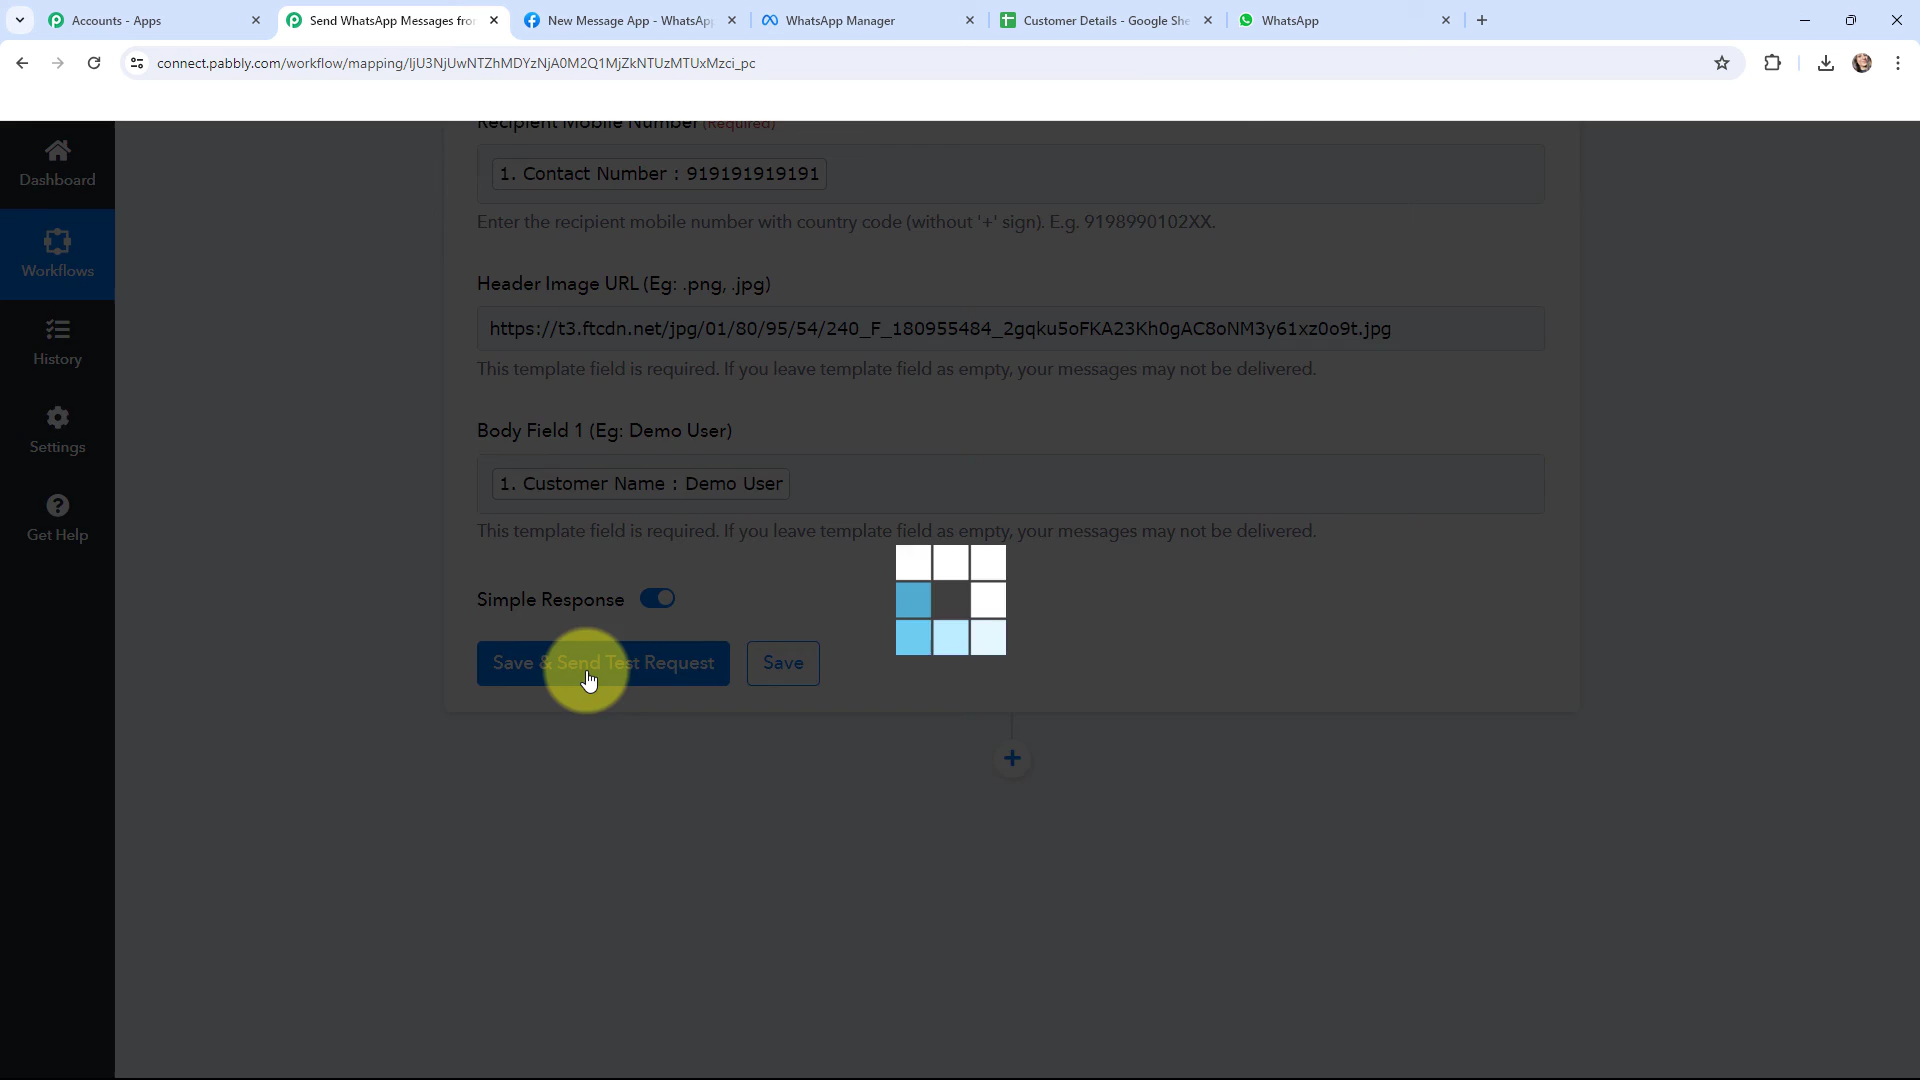 Accounts - Apps
Send WhatsApp Messages fro
New Message App - WhatsApp
WhatsApp Manager
Customer Details - Google She
WhatsApp
connect.pabbly.com/workflow/mapping/IjU3NjUwNTZhMDYzNjA0M2Q1MjZkNTUzMTUxMzci_pc
Dashboard
Workflows
History
Settings
Get Help
Recipient Mobile Number (Required)
1. Contact Number : 919191919191
Enter the recipient mobile number with country code (without '+' sign). E.g. 9198990102XX.
Header Image URL (Eg: .png, .jpg)
https://t3.ftcdn.net/jpg/01/80/95/54/240_F_180955484_2gqku5oFKA23Kh0gAC8oNM3y61xz0o9t.jpg
This template field is required. If you leave template field as empty, your messages may not be delivered.
Body Field 1 (Eg: Demo User)
1. Customer Name : Demo User
This template field is required. If you leave template field as empty, your messages may not be delivered.
Simple Response
Save & Send Test Request
Save